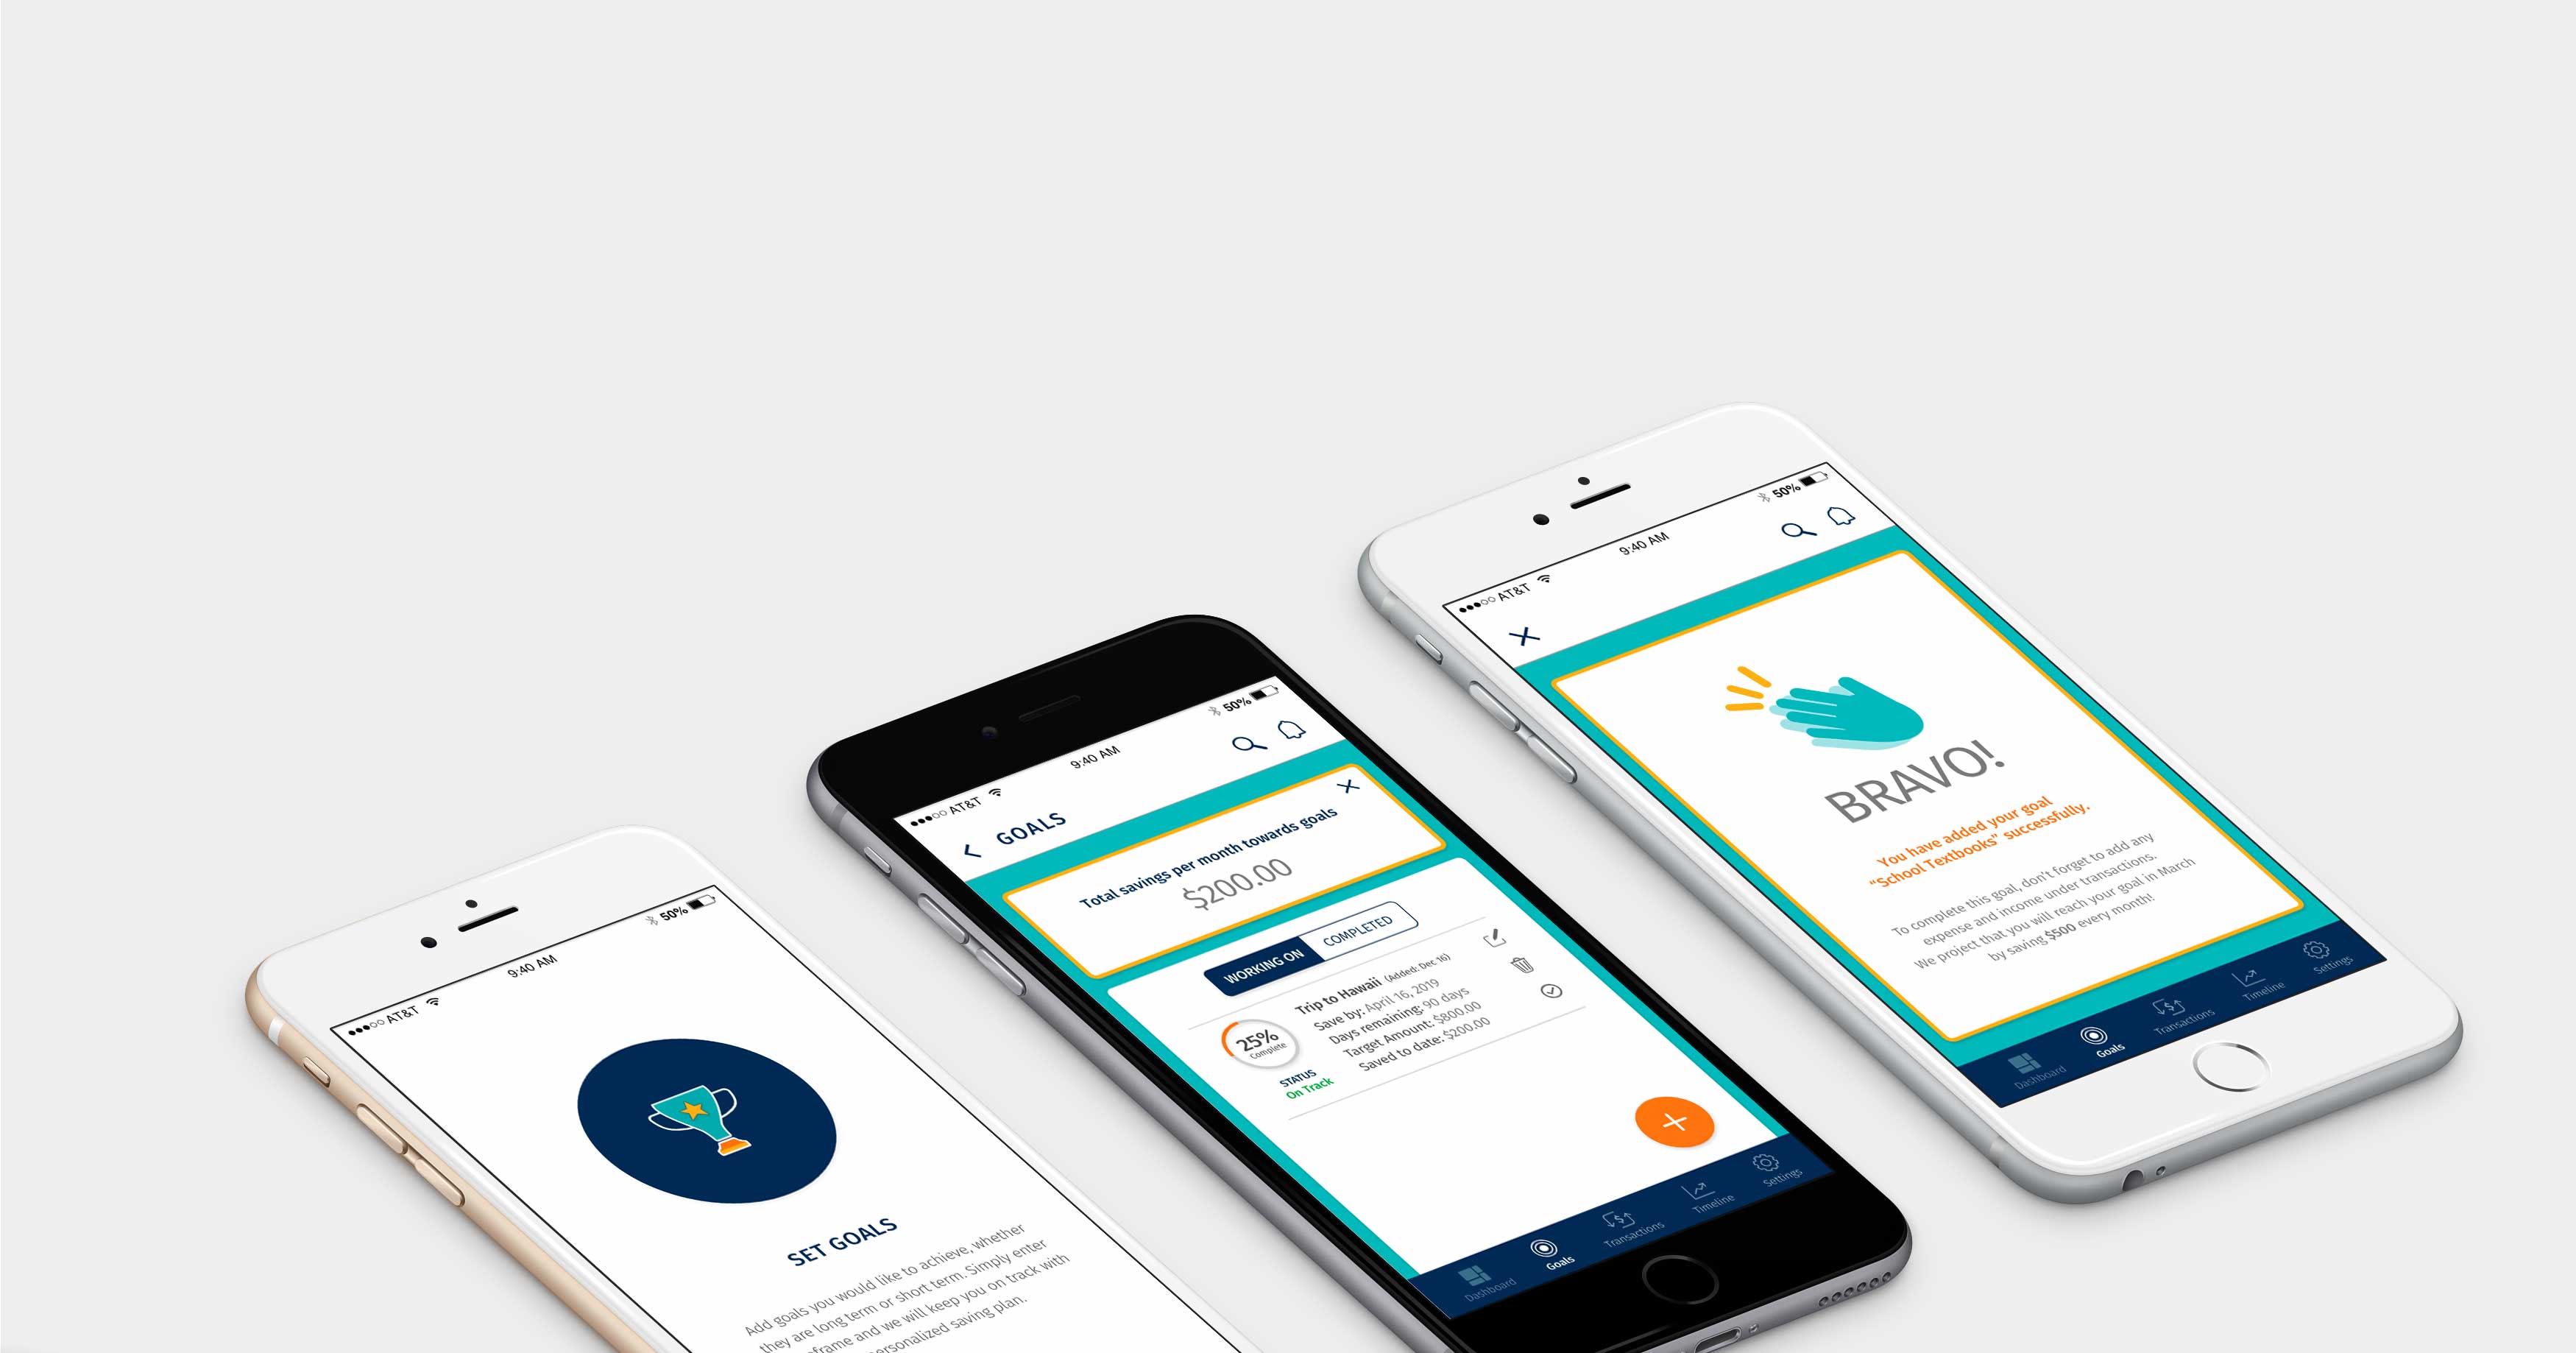 AT&T
9:40 AM
50%
SET GOALS
Add goals you would like to achieve, whether
they are long term or short term. Simply enter
and we will keep you on track with
saving plan.
AT&T
9:40 AM
50%
GOALS
Total savings per month towards goals
$200.00
WORKING ON
COMPLETED
25%
Complete
STATUS
On Track
Trip to Hawaii (Added: Dec 16)
Save by: April 16, 2019
Days remaining: 90 days
Target Amount: $800.00
Saved to date: $200.00
Dashboard
Goals
Transactions
Timeline
Settings
AT&T
9:40 AM
50%
BRAVO!
You have added your goal
“School Textbooks” successfully.
To complete this goal, don't forget to add any
expense and income under transactions.
We project that you will reach your goal in March
by saving $500 every month!
Dashboard
Goals
Transactions
Timeline
Settings